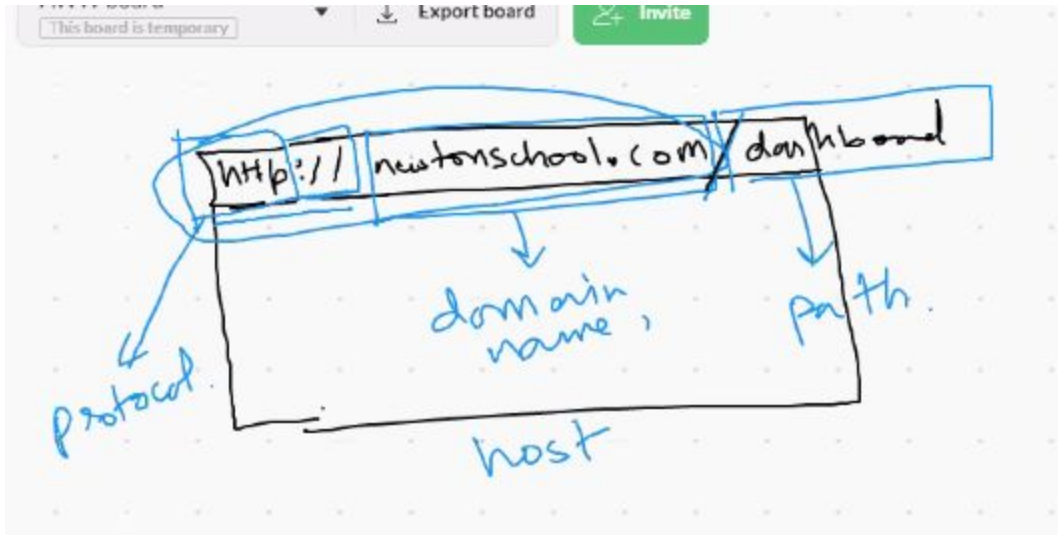 This board is temporary
Export board
Invite
http://newtonschool.com/dashboard
domain
name,
path.
protocol.
host